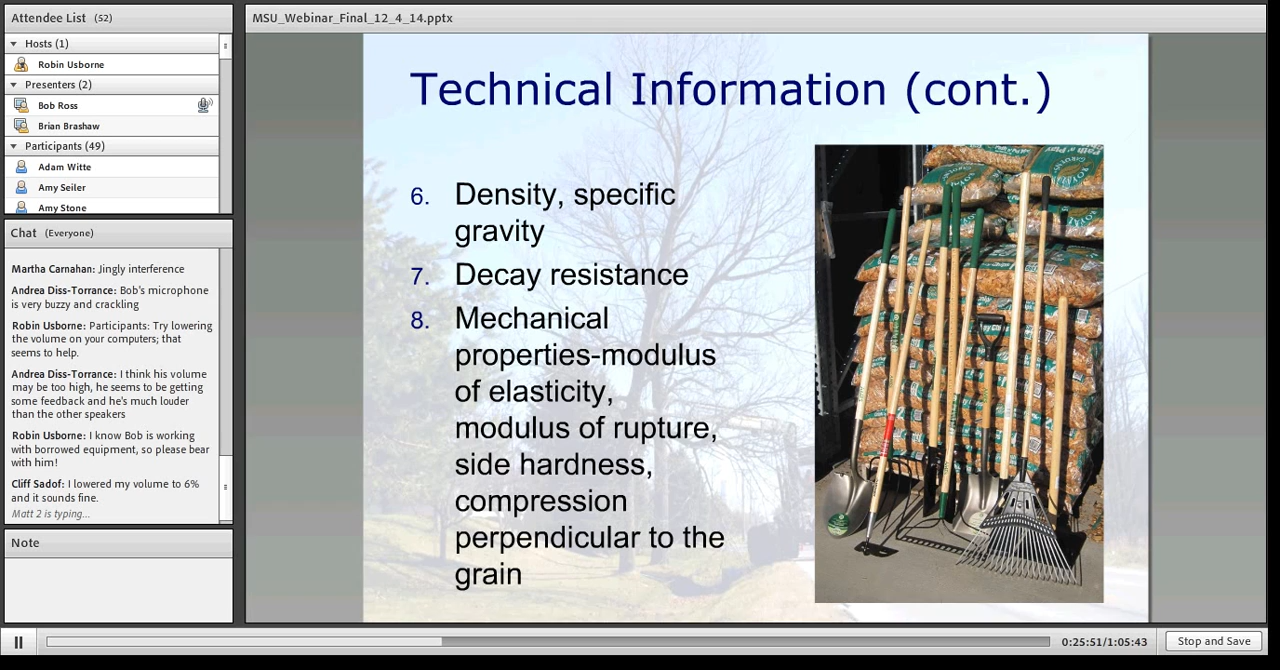 Attendee List (52)
Hosts (1)
Robin Usborne
Presenters (2)
Bob Ross
Brian Brashaw
Participants (49)
Adam Witte
Amy Seiler
Amy Stone
Chat (Everyone)
Martha Carnahan: Jingly interference
Andrea Diss-Torrance: Bob's microphone
is very buzzy and crackling
Robin Usborne: Participants: Try lowering
the volume on your computers; that
seems to help.
Andrea Diss-Torrance: I think his volume
may be too high, he seems to be getting
some feedback and he's much louder
than the other speakers
Robin Usborne: I know Bob is working
with borrowed equipment, so please bear
with him!
Cliff Sadof: I lowered my volume to 6%
and it sounds fine.
Matt 2 is typing...
Note
MSU_Webinar_Final_12_4_14.pptx
Technical Information (cont.)
6. Density, specific
gravity
7. Decay resistance
8. Mechanical
properties-modulus
of elasticity,
modulus of rupture,
side hardness,
compression
perpendicular to the
grain
0:25:51/1:05:43
Stop and Save